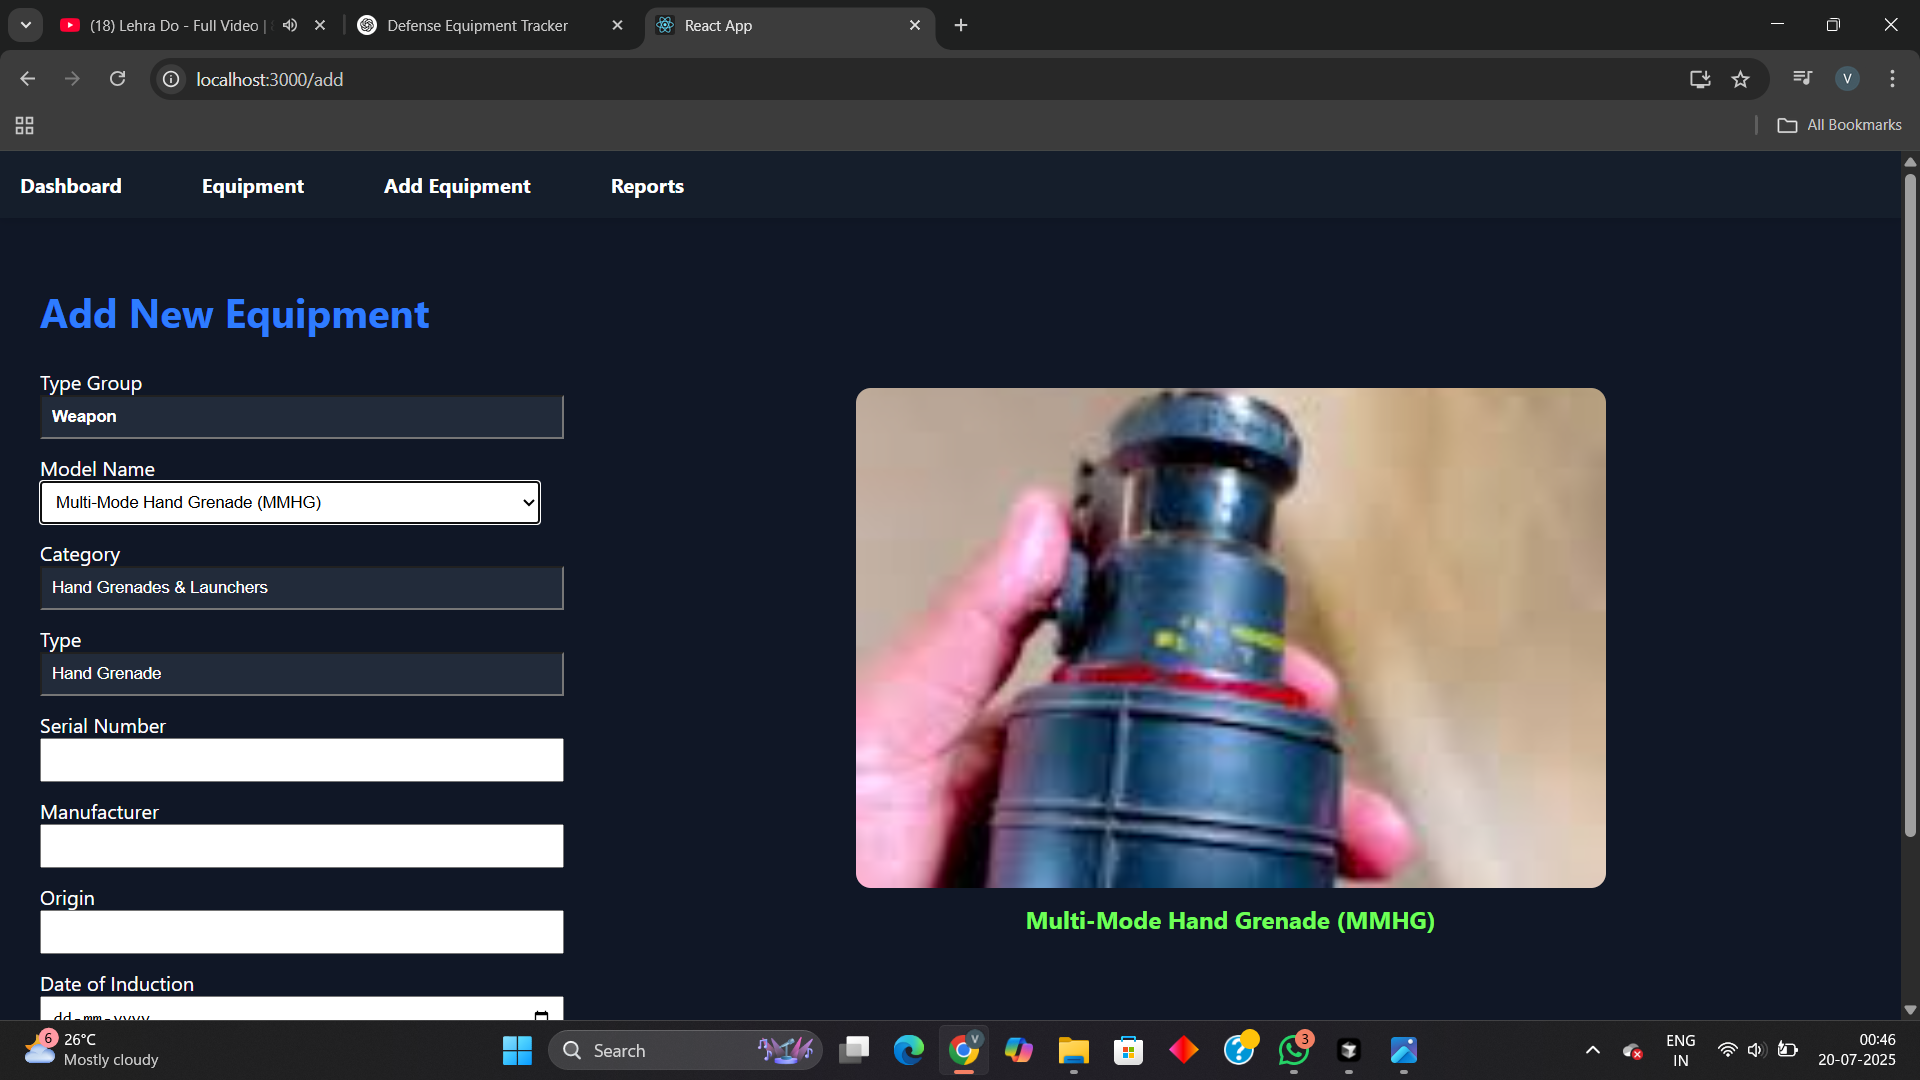 (18) Lehra Do - Full Video |
Defense Equipment Tracker
React App
localhost:3000/add
V
All Bookmarks
Dashboard
Equipment
Add Equipment
Reports
Add New Equipment
Type Group
Weapon
Model Name
Multi-Mode Hand Grenade (MMHG)
Category
Hand Grenades & Launchers
Type
Hand Grenade
Serial Number
Manufacturer
Origin
Date of Induction
dd-mm-yyyy
Multi-Mode Hand Grenade (MMHG)
6
26°C
Mostly cloudy
Search
V
3
ENG
IN
00:46
20-07-2025